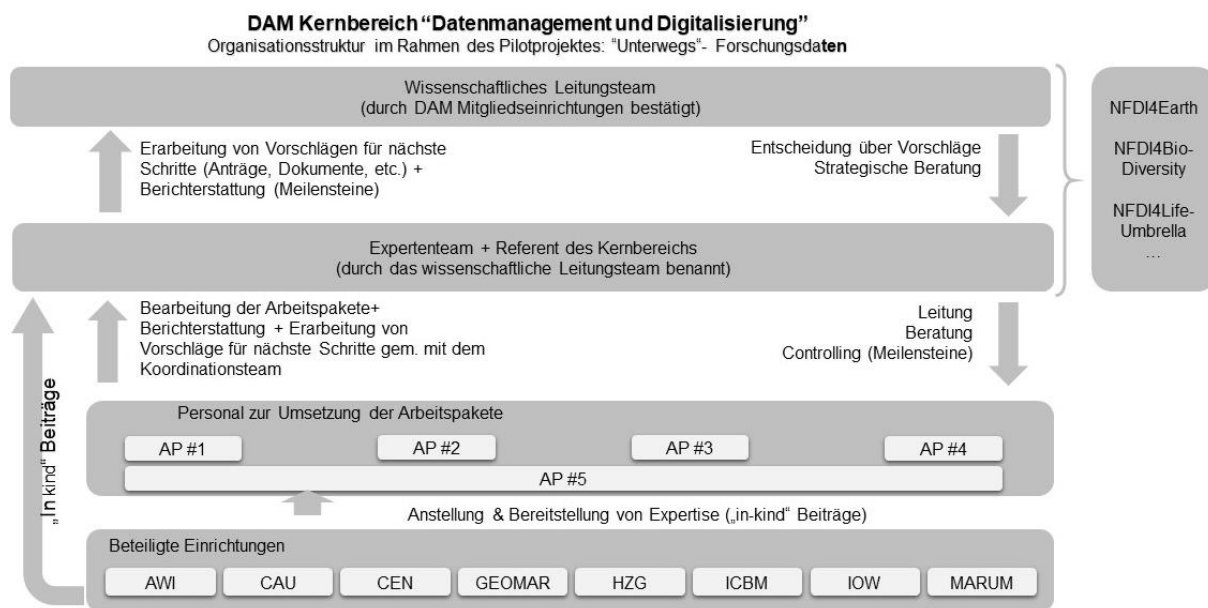 DAM Kernbereich “Datenmanagement und Digitalisierung”
Organisationsstruktur im Rahmen des Pilotprojektes: “Unterwegs“- Forschungsdaten
Wissenschaftliches Leitungsteam
(durch DAM Mitgliedseinrichtungen bestätigt)
Erarbeitung von Vorschlägen für nächste
Schritte (Anträge, Dokumente, etc.) +
Berichterstattung (Meilensteine)
Entscheidung über Vorschläge
Strategische Beratung
NFDI4Earth
NFDI4Bio-
Diversity
NFDI4Life-
Umbrella
...
Expertenteam + Referent des Kernbereichs
(durch das wissenschaftliche Leitungsteam benannt)
Bearbeitung der Arbeitspakete+
Berichterstattung + Erarbeitung von
Vorschläge für nächste Schritte gem. mit dem
Koordinationsteam
Leitung
Beratung
Controlling (Meilensteine)
„In kind“ Beiträge
Personal zur Umsetzung der Arbeitspakete
AP #1
AP #2
AP #3
AP #4
AP #5
Anstellung & Bereitstellung von Expertise („in-kind“ Beiträge)
Beteiligte Einrichtungen
AWI
CAU
CEN
GEOMAR
HZG
ICBM
IOW
MARUM